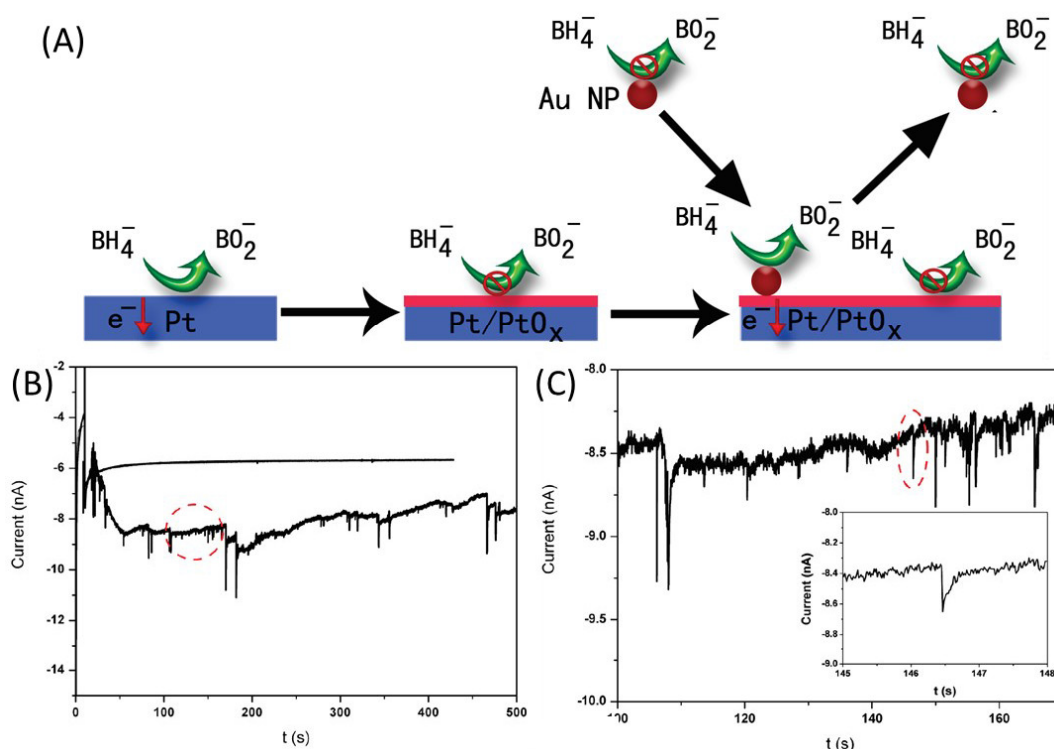 (A)
BH₄⁻ BO₂⁻
BH₄⁻ BO₂⁻
Au NP
BH₄⁻ BO₂⁻
BH₄⁻ BO₂⁻
BH₄⁻ BO₂⁻
BH₄⁻ BO₂⁻
e⁻ Pt
Pt/PtOₓ
e⁻ Pt/PtOₓ
(B)
-2
-4
-6
-8
-10
-12
-14
Current (nA)
0 100 200 300 400 500
t (s)
(C)
-8.0
-8.5
-9.0
-9.5
-10.0
Current (nA)
100 120 140 160
t (s)
-8.0
-8.2
-8.4
-8.6
-8.8
-9.0
Current (nA)
145 146 147 148
t (s)